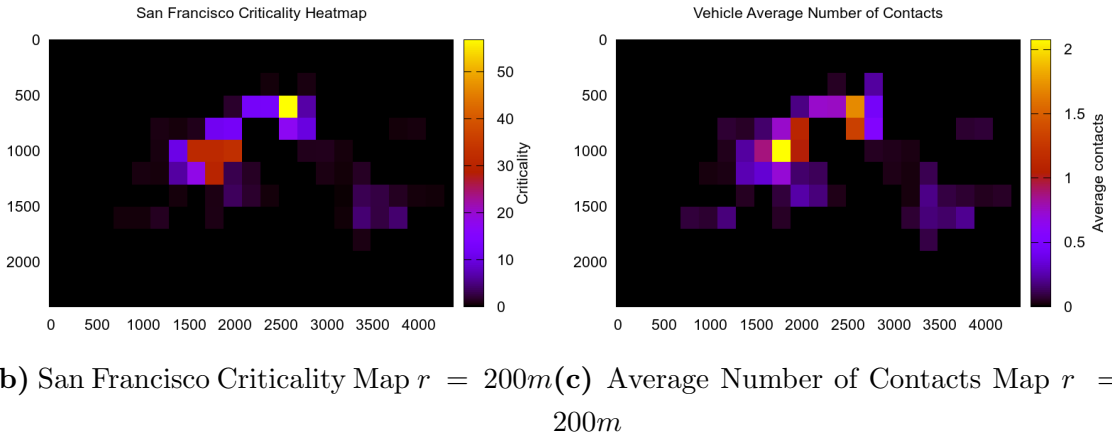 San Francisco Criticality Heatmap
0
500
1000
1500
2000
0 500 1000 1500 2000 2500 3000 3500 4000
50
40
30
20
10
0
Criticality
Vehicle Average Number of Contacts
0
500
1000
1500
2000
0 500 1000 1500 2000 2500 3000 3500 4000
2
1.5
1
0.5
0
Average contacts
b) San Francisco Criticality Map r = 200m
(c) Average Number of Contacts Map r =
200m